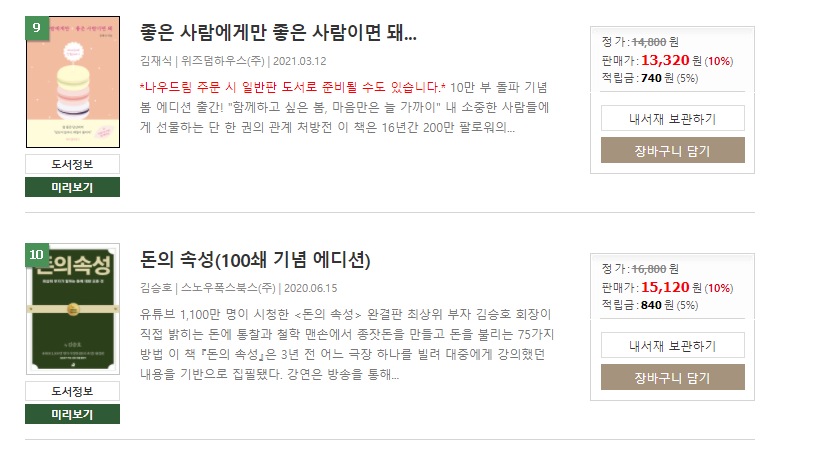 9
좋은 사람에게만 좋은 사람이면 돼...
김재식 | 위즈덤하우스(주) | 2021.03.12
*나우드림 주문 시 일반판 도서로 준비될 수도 있습니다.* 10만 부 돌파 기념
봄 에디션 출간! "함께하고 싶은 봄, 마음만은 늘 가까이" 내 소중한 사람들에
게 선물하는 단 한 권의 관계 처방전 이 책은 16년간 200만 팔로워의...
도서정보
미리보기
정가 : 14,800 원
판매가 : 13,320 원 (10%)
적립금 : 740 원 (5%)
내서재 보관하기
장바구니 담기
10
돈의속성
돈의 속성(100쇄 기념 에디션)
김승호 | 스노우폭스북스(주) | 2020.06.15
유튜브 1,100만 명이 시청한 <돈의 속성> 완결판 최상위 부자 김승호 회장이
직접 밝히는 돈에 통찰과 철학 맨손에서 종잣돈을 만들고 돈을 불리는 75가지
방법 이 책 『돈의 속성』은 3년 전 어느 극장 하나를 빌려 대중에게 강의했던
내용을 기반으로 집필됐다. 강연은 방송을 통해...
도서정보
미리보기
정가 : 16,800 원
판매가 : 15,120 원 (10%)
적립금 : 840 원 (5%)
내서재 보관하기
장바구니 담기